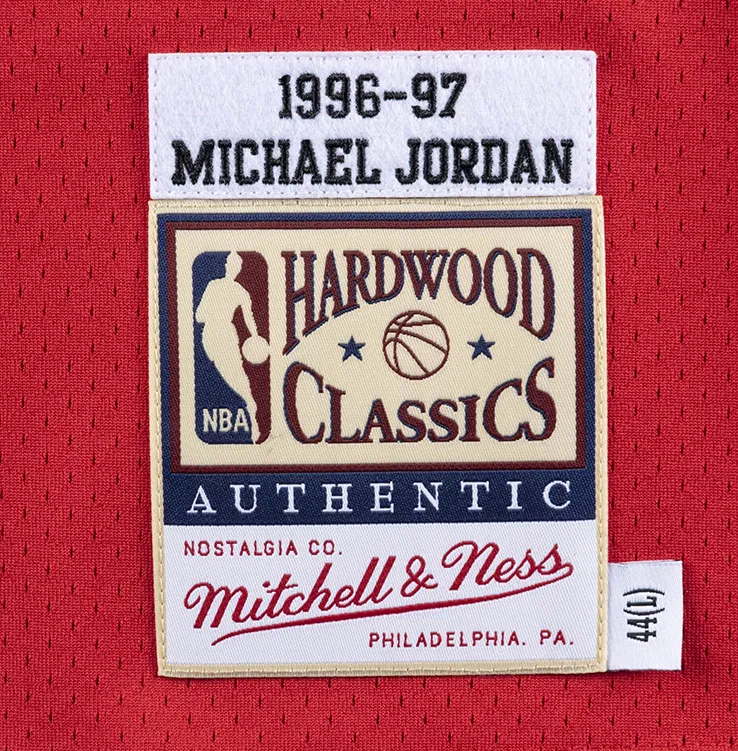 1996-97
MICHAEL JORDAN
HARDWOOD
CLASSICS
NBA
AUTHENTIC
NOSTALGIA CO.
Mitchell & Ness
PHILADELPHIA. PA.
44(L)